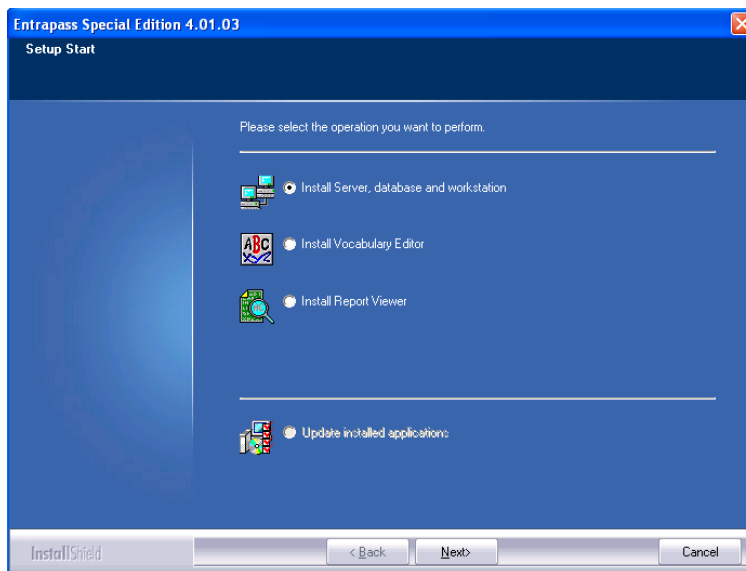 Entrapass Special Edition 4.01.03
Setup Start
Please select the operation you want to perform.
Install Server, database and workstation
ABC
Install Vocabulary Editor
Install Report Viewer
Update installed applications
InstallShield
< Back
Next>
Cancel